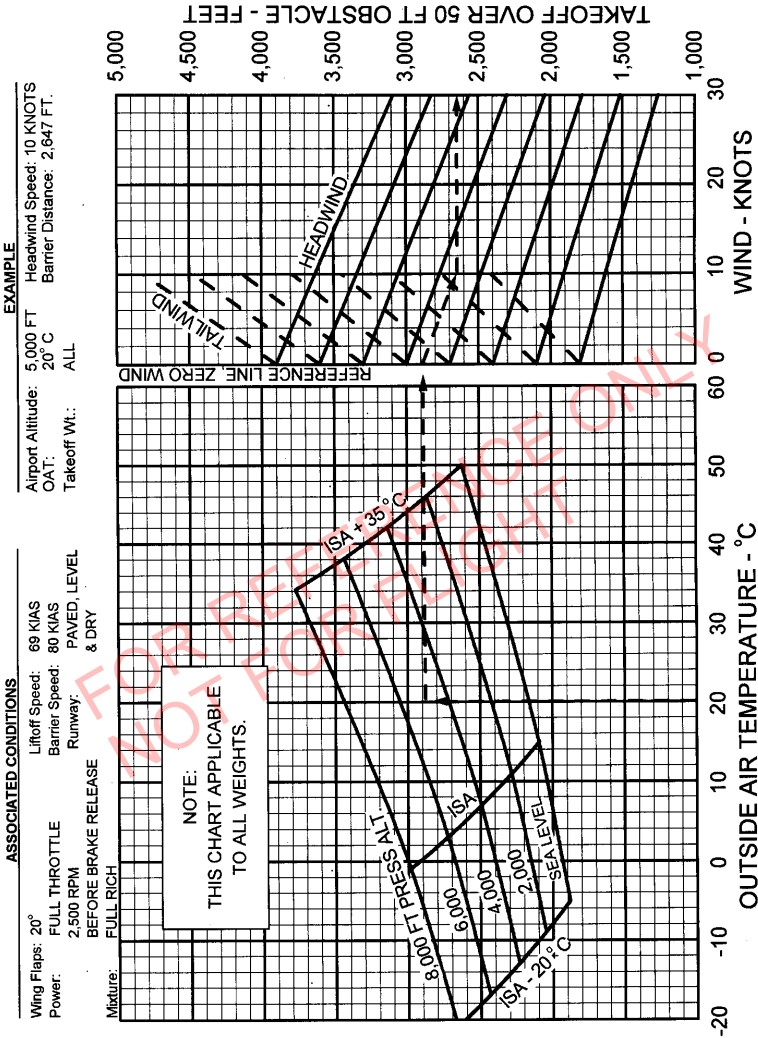 ASSOCIATED CONDITIONS
Wing Flaps: 20°
Power: FULL THROTTLE
2,500 RPM
BEFORE BRAKE RELEASE
Mixture: FULL RICH
Liftoff Speed: 69 KIAS
Barrier Speed: 80 KIAS
Runway: PAVED, LEVEL
& DRY
EXAMPLE
Airport Altitude: 5,000 FT
OAT: 20° C
Takeoff Wt.: ALL
Headwind Speed: 10 KNOTS
Barrier Distance: 2,647 FT.
NOTE:
THIS CHART APPLICABLE
TO ALL WEIGHTS.
8,000 FT PRESS ALT.
6,000
4,000
2,000
SEA LEVEL
ISA - 20° C
ISA
ISA + 35° C
REFERENCE LINE, ZERO WIND
TAILWIND
HEADWIND
5,000
4,500
4,000
3,500
3,000
2,500
2,000
1,500
1,000
TAKEOFF OVER 50 FT OBSTACLE - FEET
-20
-10
0
10
20
30
40
50
60
OUTSIDE AIR TEMPERATURE - °C
0
10
20
30
WIND - KNOTS
FOR REFERENCE ONLY
NOT FOR FLIGHT